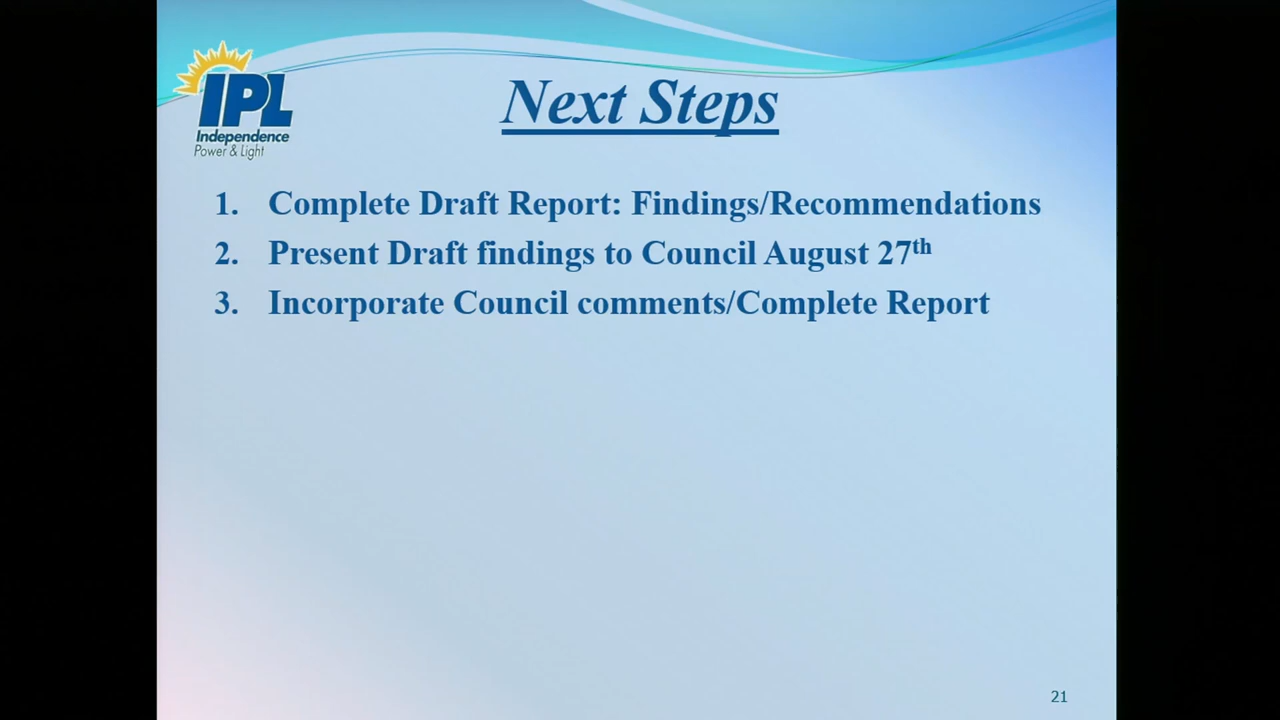 IPL
Independence
Power & Light
Next Steps
1. Complete Draft Report: Findings/Recommendations
2. Present Draft findings to Council August 27th
3. Incorporate Council comments/Complete Report
21